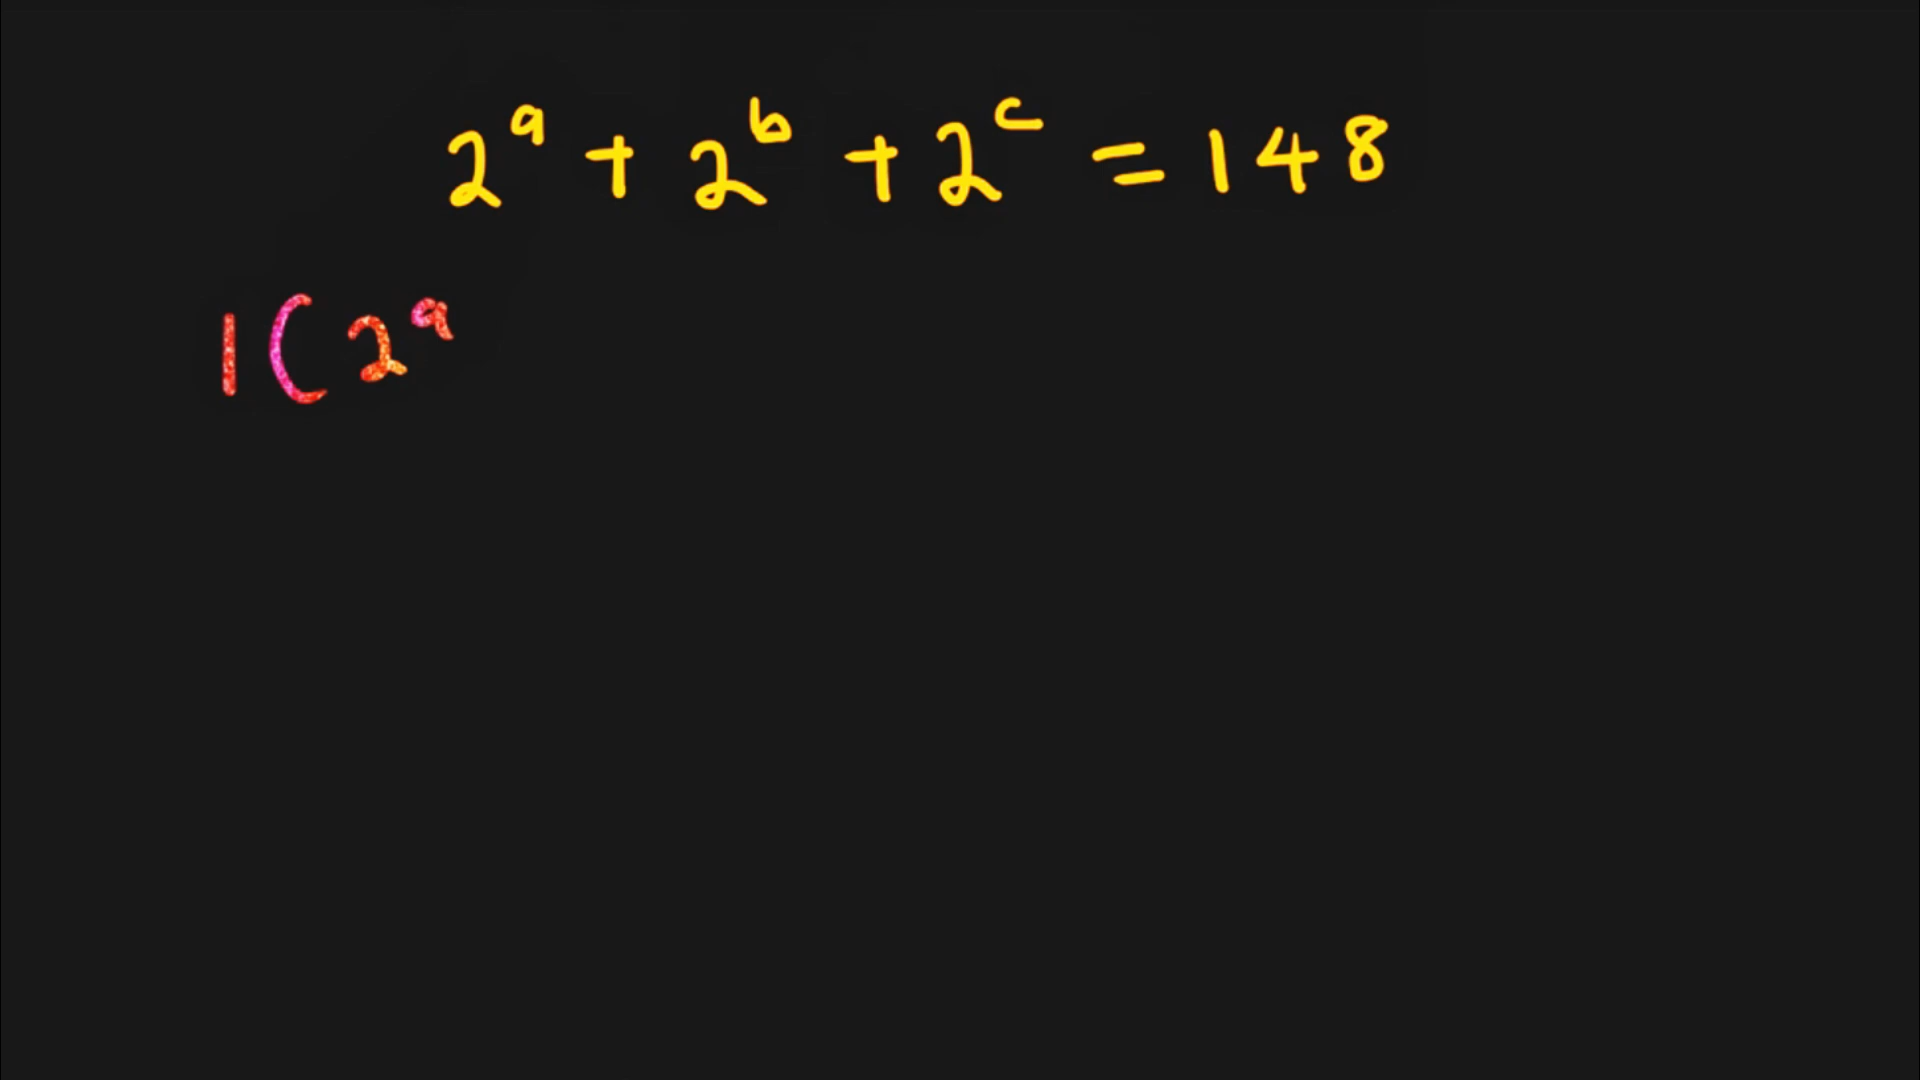 2^a + 2^b + 2^c = 148
1(2^a